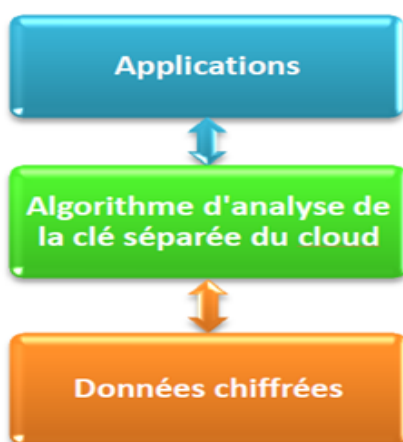 Applications
Algorithme d'analyse de
la clé séparée du cloud
Données chiffrées